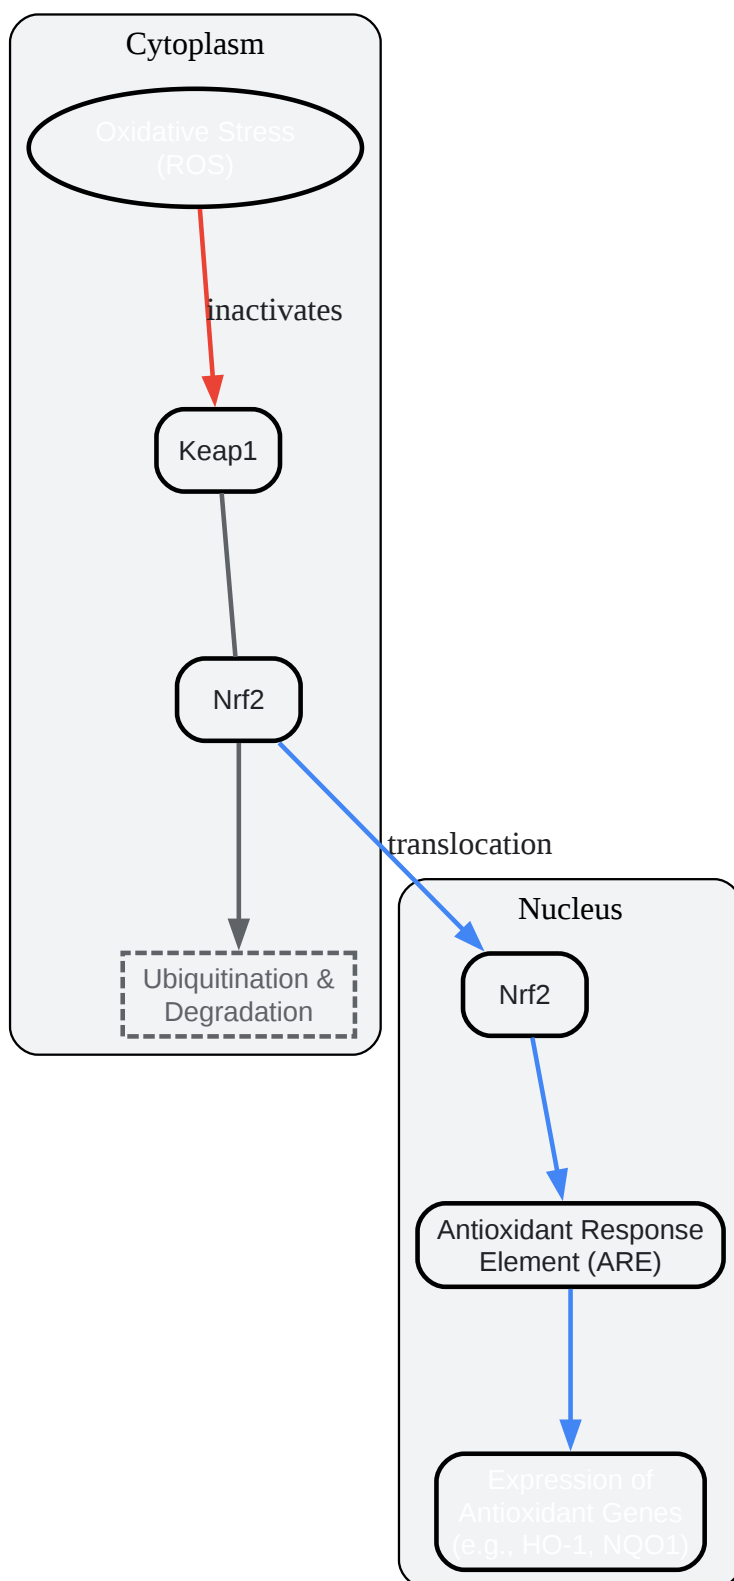 Cytoplasm
Oxidative Stress
(ROS)
inactivates
Keap1
Nrf2
translocation
Ubiquitination &
Degradation
Nucleus
Nrf2
Antioxidant Response
Element (ARE)
Expression of
Antioxidant Genes
(e.g., HO-1, NQO1)